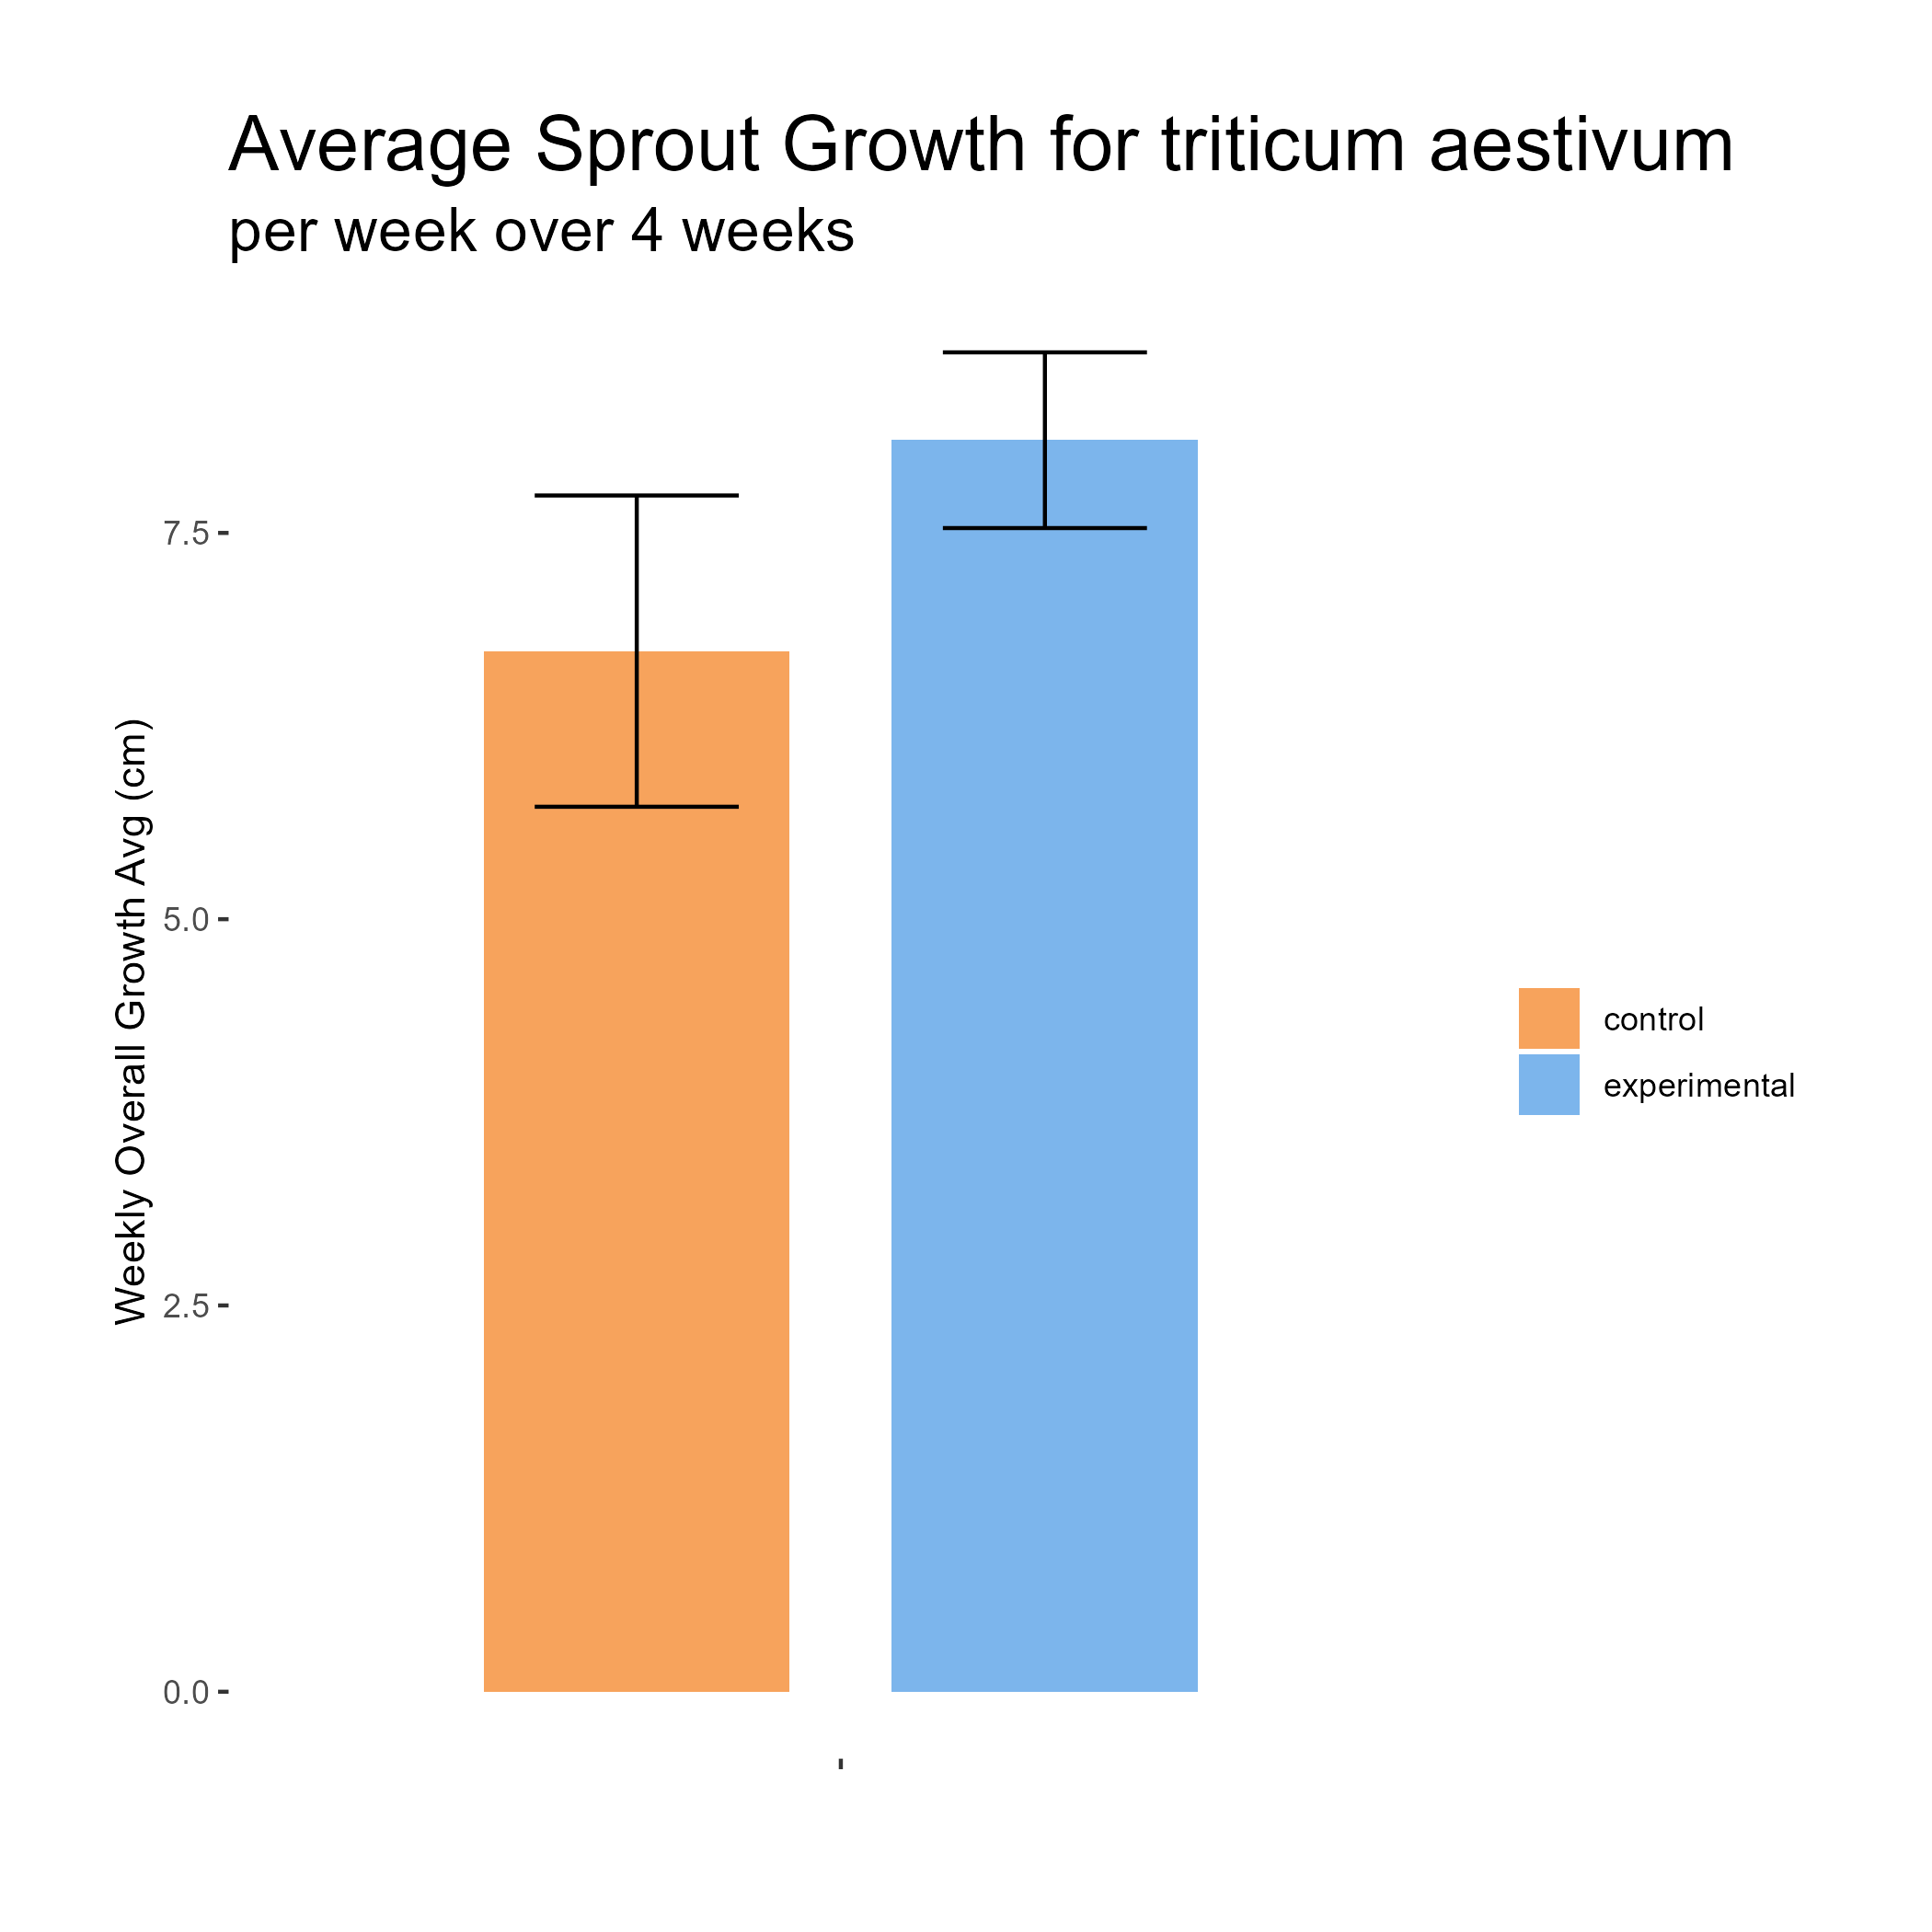 Average Sprout Growth for triticum aestivum
per week over 4 weeks
Weekly Overall Growth Avg (cm)
7.5
5.0
2.5
0.0
control
experimental